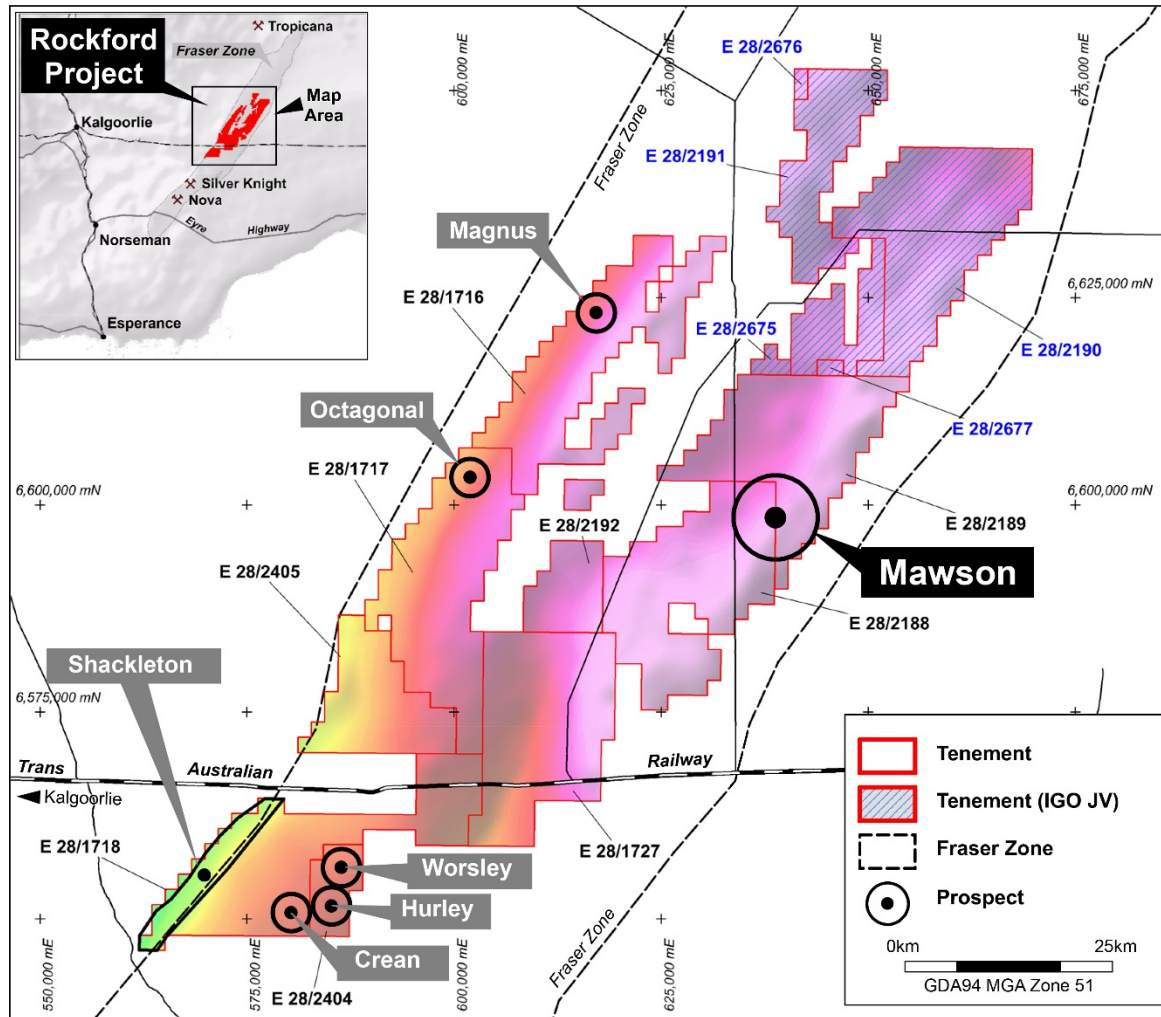 Tropicana
Fraser Zone
Rockford
Project
Map
Area
Kalgoorlie
Silver Knight
Nova
Eyre
Highway
Norseman
Esperance
600,000 mE
625,000 mE
650,000 mE
675,000 mE
E 28/2676
Fraser Zone
E 28/2191
Magnus
E 28/1716
6,625,000 mN
E 28/2675
E 28/2190
Octagonal
E 28/2677
E 28/1717
6,600,000 mN
6,600,000 mN
E 28/2192
E 28/2189
E 28/2405
Mawson
E 28/2188
Shackleton
6,575,000 mN
Trans
Australian
Railway
Kalgoorlie
E 28/1718
E 28/1727
Worsley
Hurley
Crean
E 28/2404
Fraser Zone
550,000 mE
575,000 mE
600,000 mE
625,000 mE
Tenement
Tenement (IGO JV)
Fraser Zone
Prospect
0km
25km
GDA94 MGA Zone 51